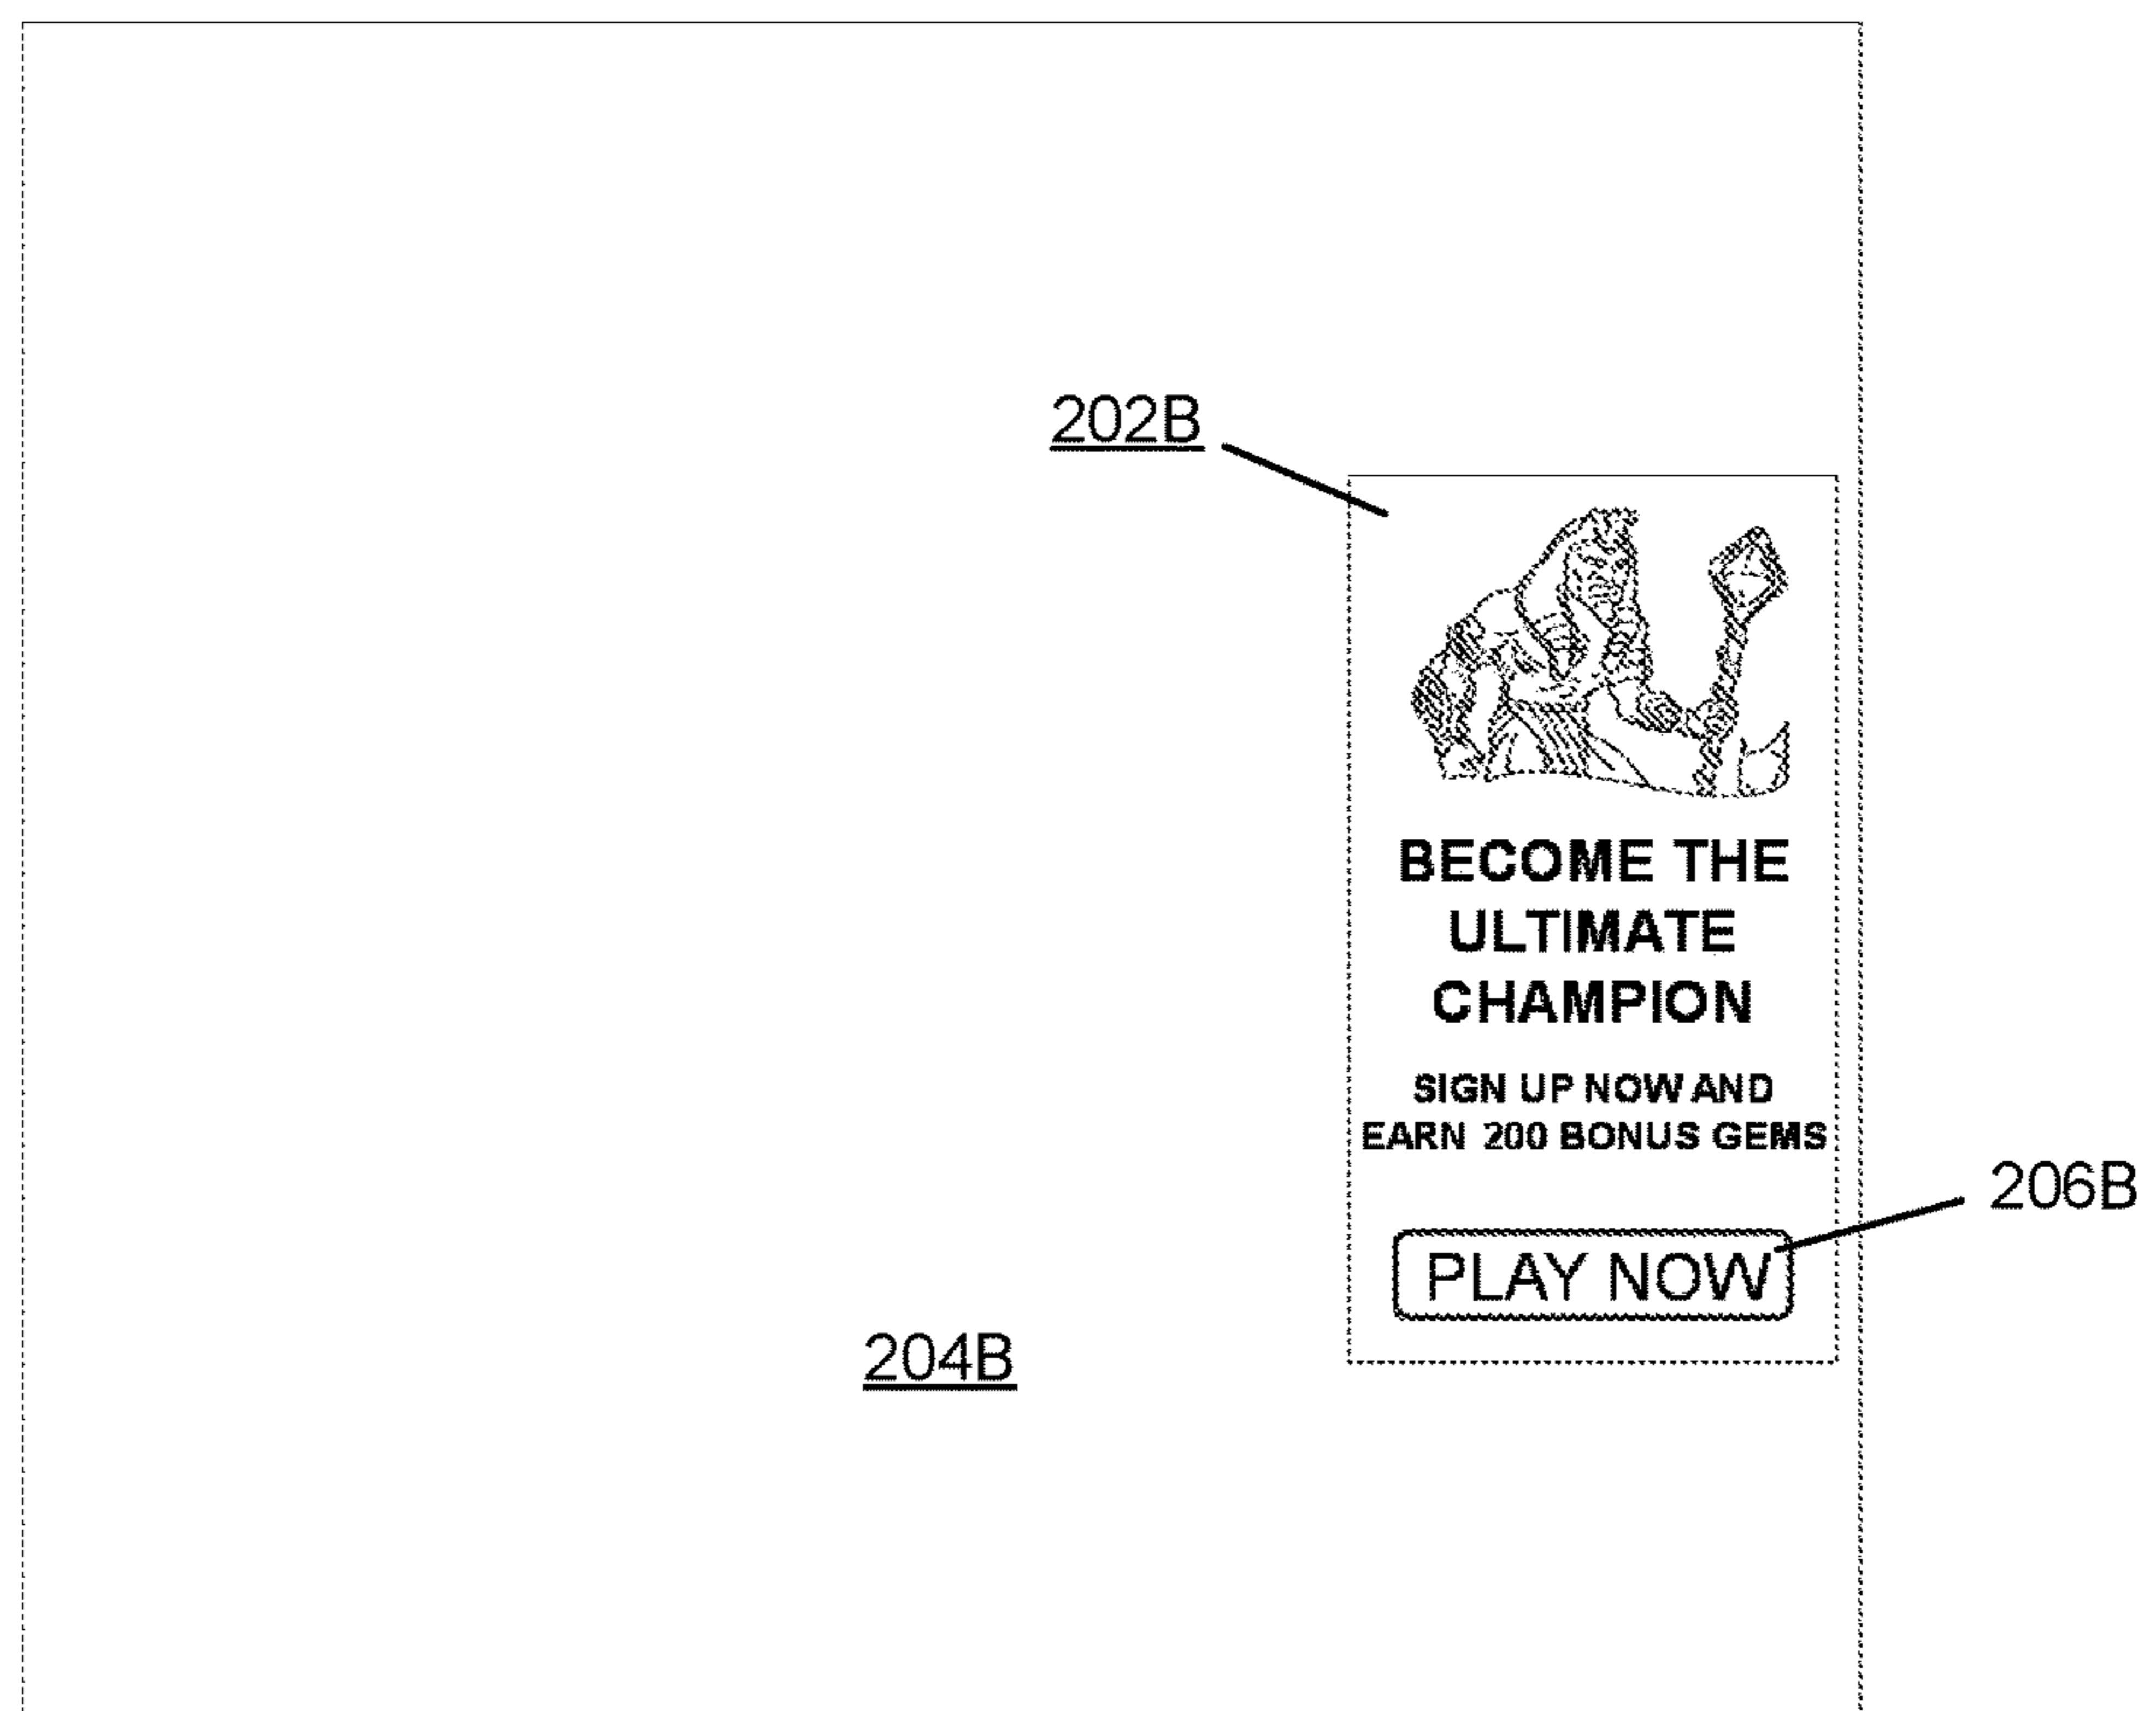 202B
BECOME THE
ULTIMATE
CHAMPION
SIGN UP NOW AND
EARN 200 BONUS GEMS
206B
PLAY NOW
204B